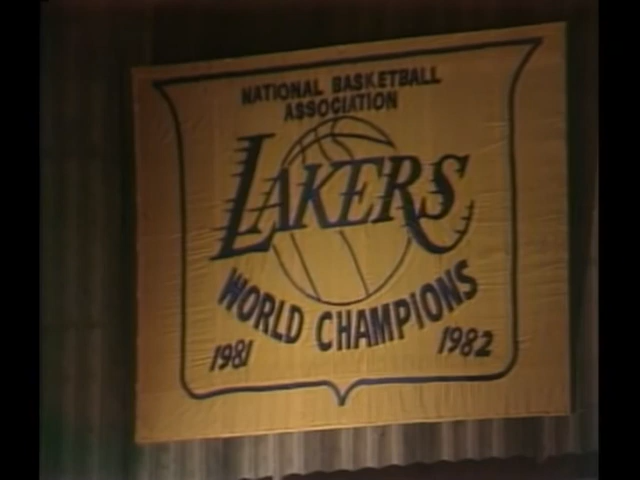 NATIONAL BASKETBALL
ASSOCIATION
LAKERS
WORLD CHAMPIONS
1981 1982